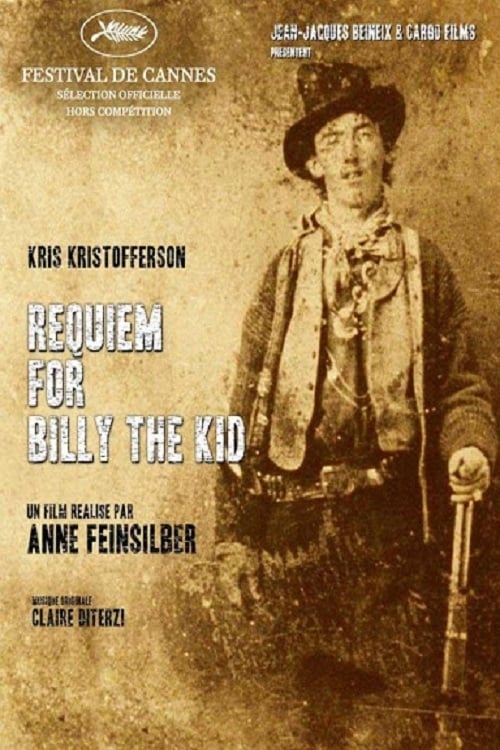 JEAN-JACQUES BEINEIX & CARGO FILMS
PRÉSENTENT
FESTIVAL DE CANNES
SÉLECTION OFFICIELLE
HORS COMPÉTITION
KRIS KRISTOFFERSON
REQUIEM
FOR
BILLY THE KID
UN FILM REALISE PAR
ANNE FEINSILBER
MUSIQUE ORIGINALE
CLAIRE DITERZI